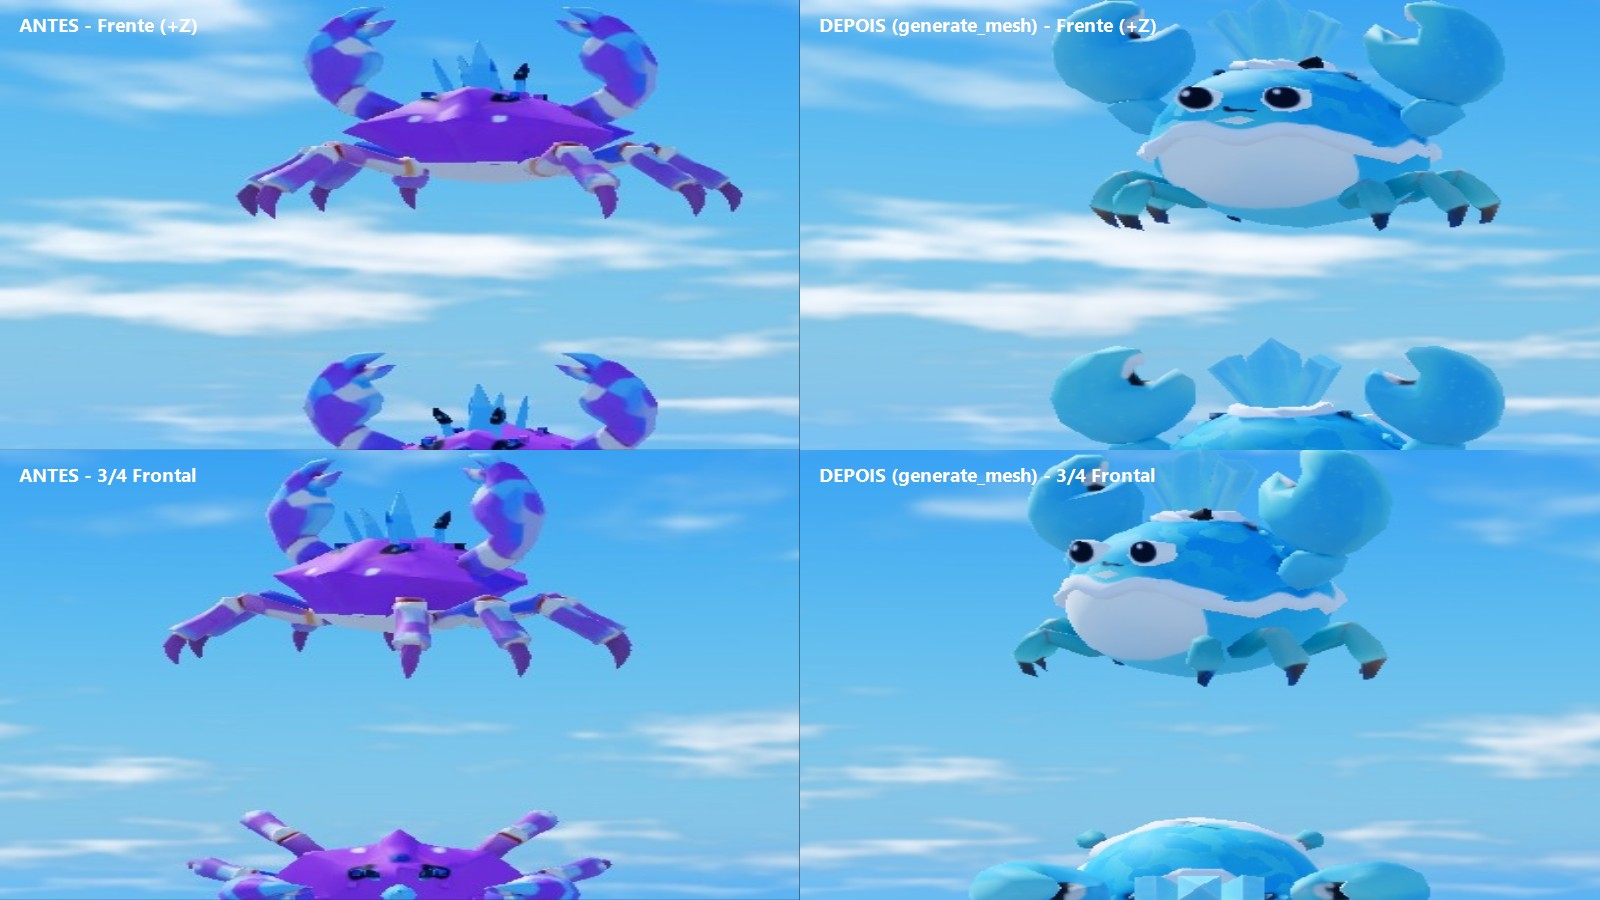 ANTES - Frente (+Z)
DEPOIS (generate_mesh) - Frente (+Z)
ANTES - 3/4 Frontal
DEPOIS (generate_mesh) - 3/4 Frontal